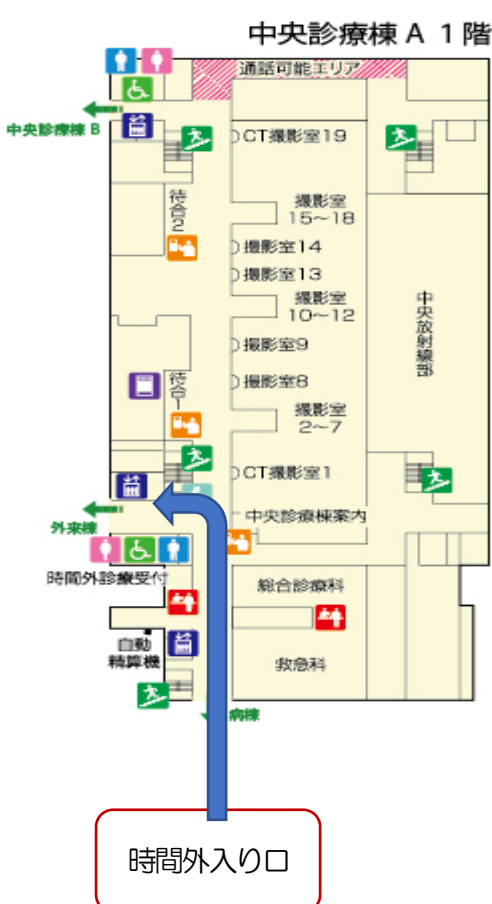 中央診療棟 A 1階
通話可能エリア
中央診療棟 B
CT撮影室19
待合2
撮影室
15～18
撮影室14
撮影室13
撮影室
10～12
中央放射線部
撮影室9
撮影室8
待合1
撮影室
2～7
CT撮影室1
外来棟
中央診療棟案内
時間外診療受付
総合診療科
自動
精算機
救急科
病棟
時間外入り口